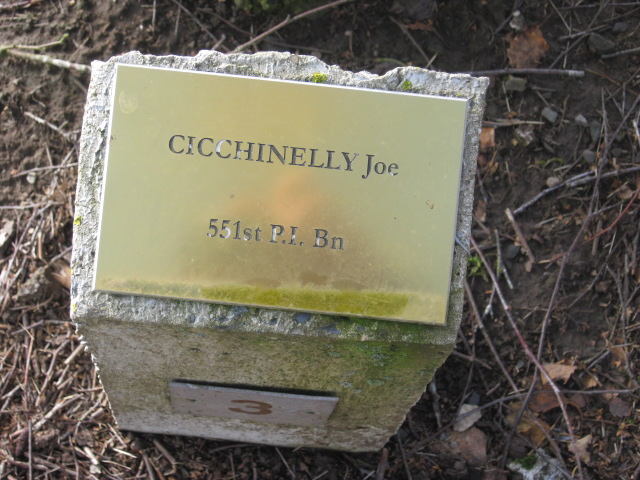 CICCHINELLY Joe
551st P.I. Bn
3